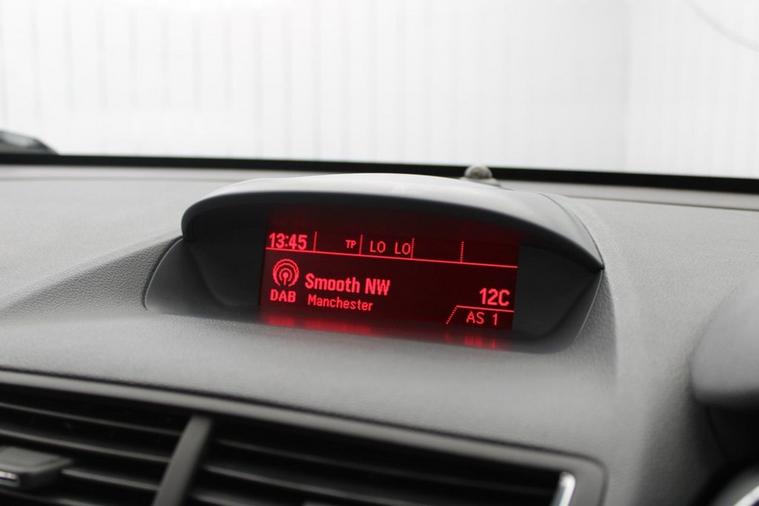 13:45 TP LO LO
Smooth NW
DAB Manchester 12C
AS 1